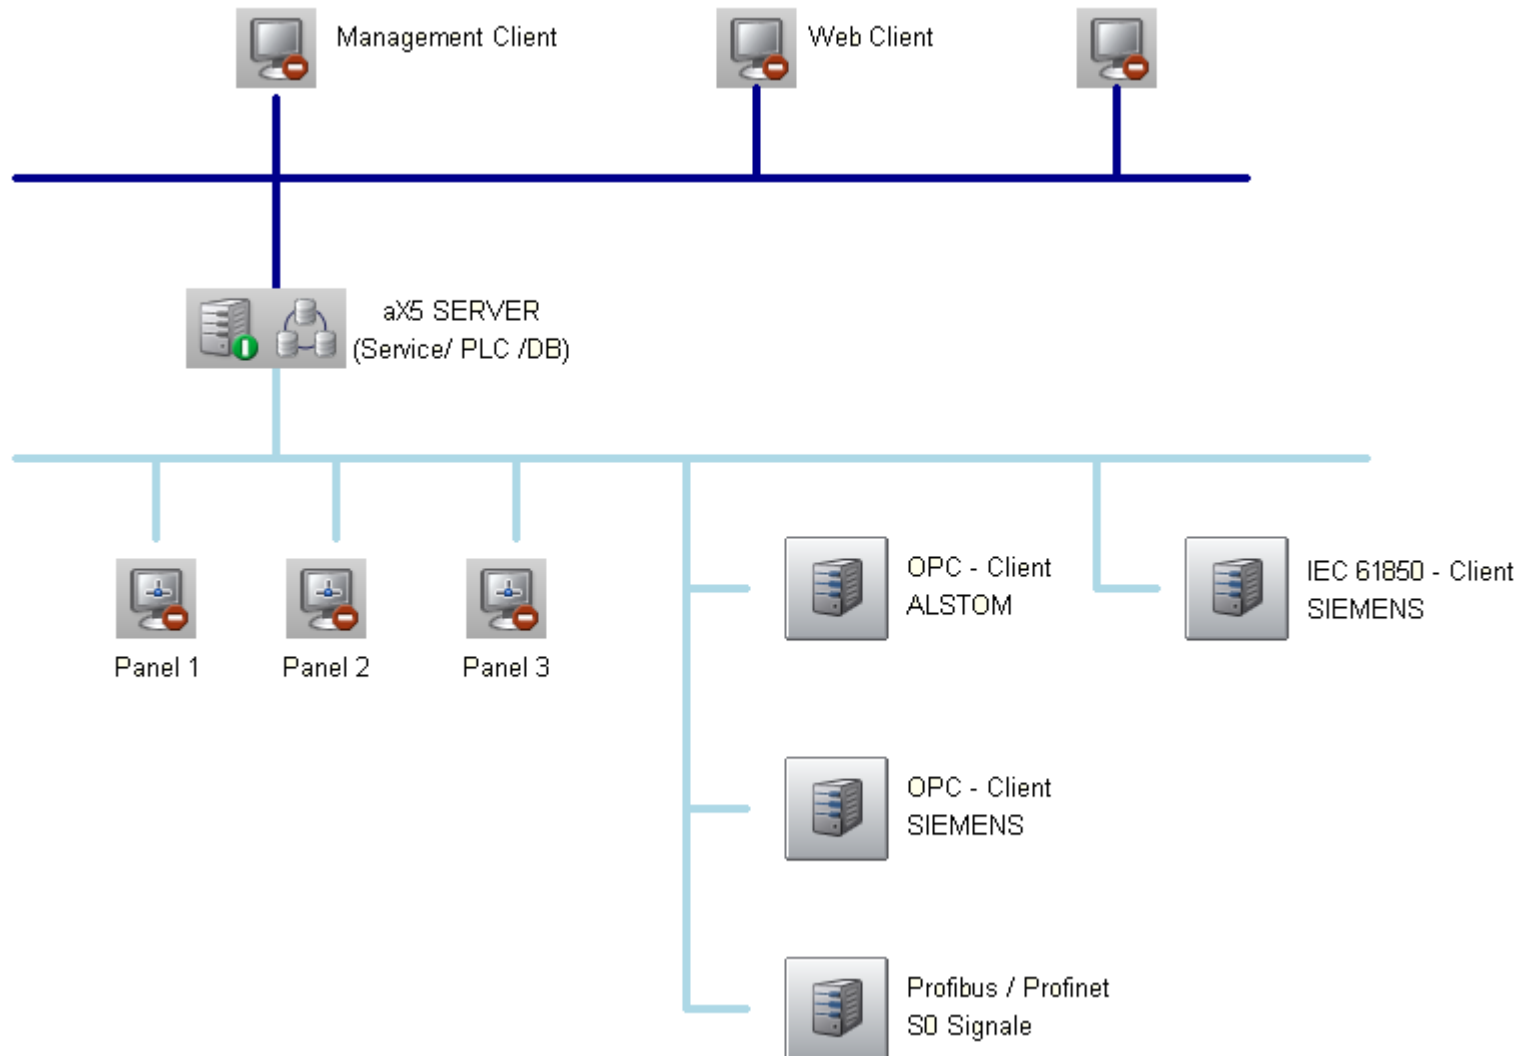 Management Client
Web Client
aX5 SERVER
(Service/ PLC /DB)
Panel 1
Panel 2
Panel 3
OPC - Client
ALSTOM
IEC 61850 - Client
SIEMENS
OPC - Client
SIEMENS
Profibus / Profinet
S0 Signale